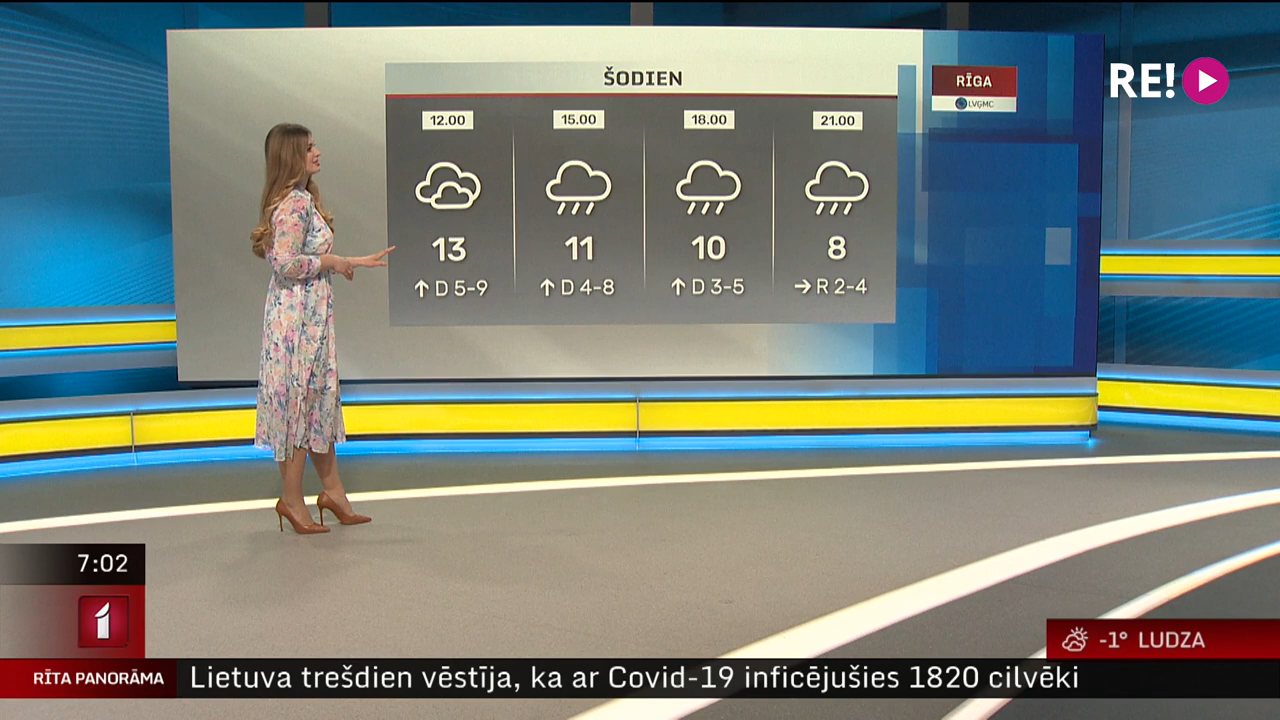 ŠODIEN
RĪGA
LVĢMC
RE!
12.00
15.00
18.00
21.00
13
11
10
8
↑ D 5-9
↑ D 4-8
↑ D 3-5
→ R 2-4
7:02
1
-1° LUDZA
RĪTA PANORĀMA
Lietuva trešdien vēstīja, ka ar Covid-19 inficējušies 1820 cilvēki